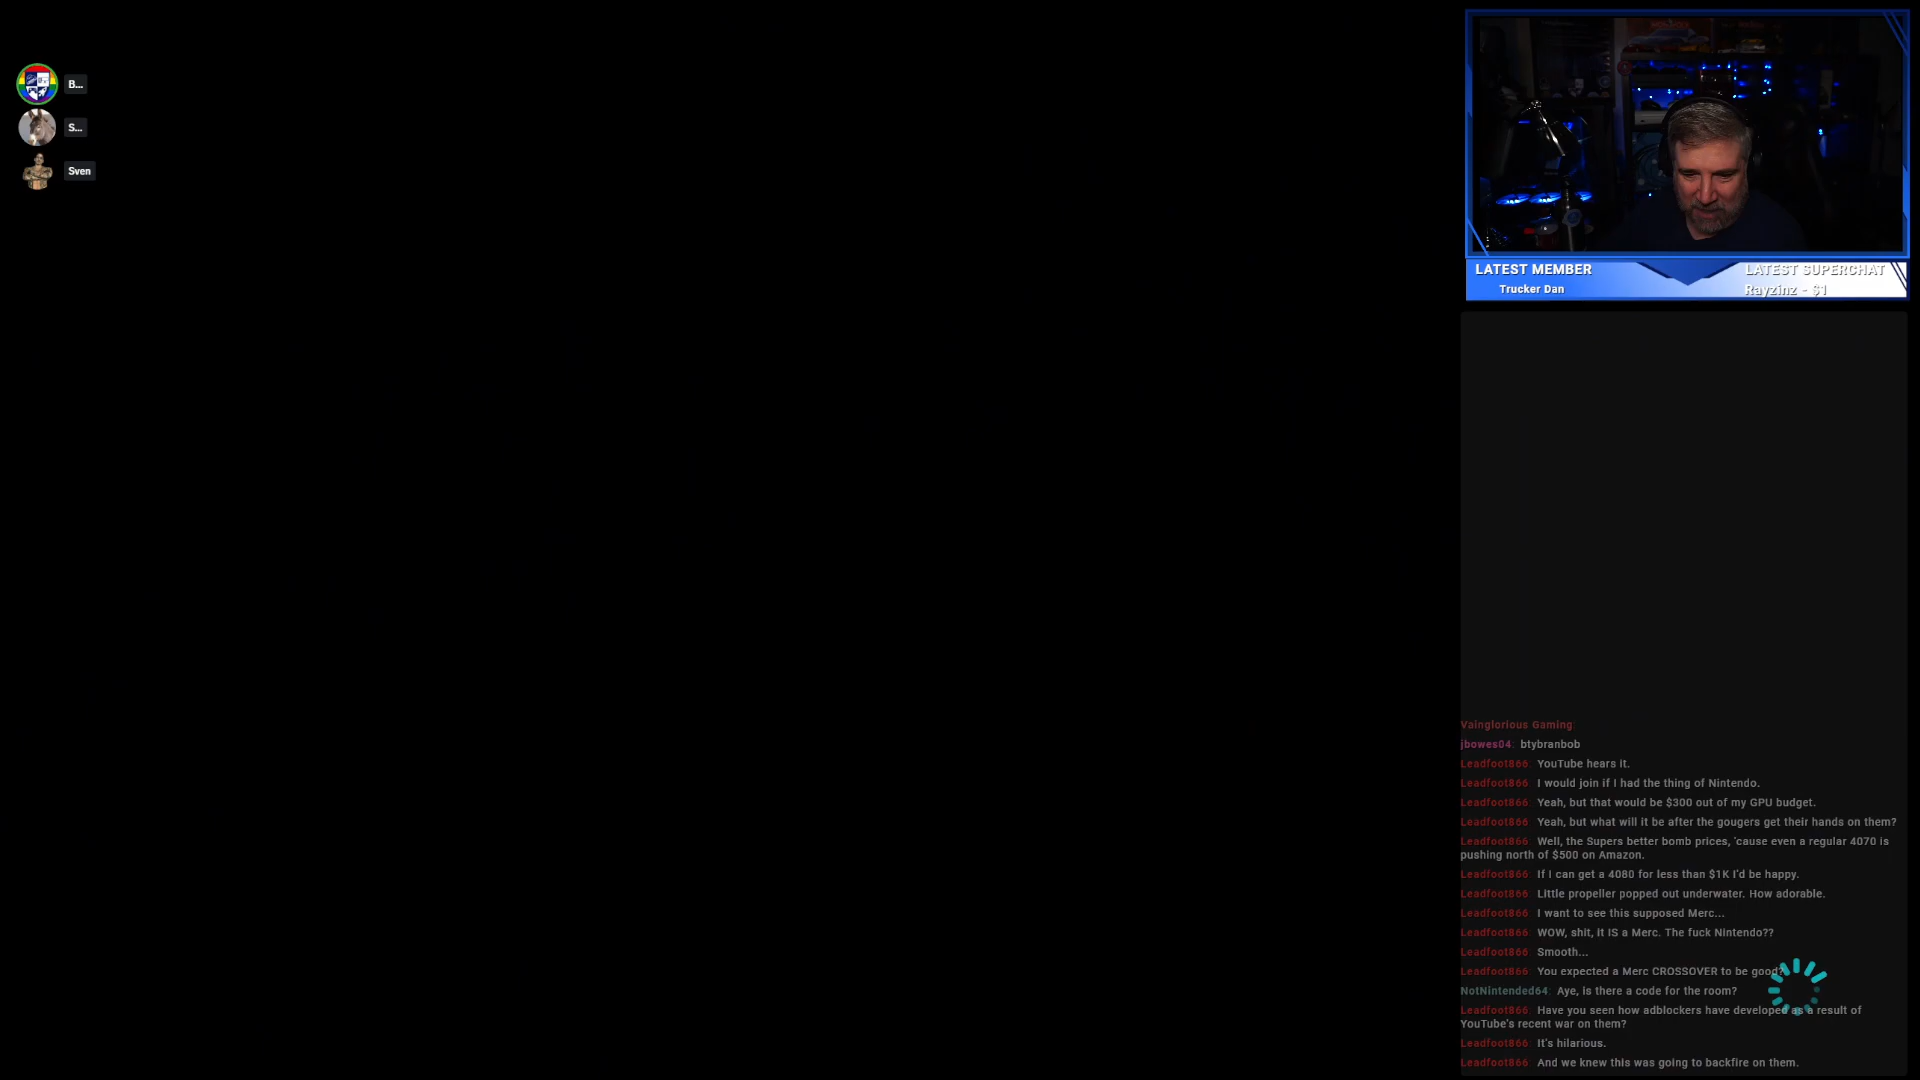 B...
S...
Sven
LATEST MEMBER
Trucker Dan
LATEST SUPERCHAT
Rayzinz - $1
Vainglorious Gaming
jbowes04: btybranbob
Leadfoot866: YouTube hears it.
Leadfoot866: I would join if I had the thing of Nintendo.
Leadfoot866: Yeah, but that would be $300 out of my GPU budget.
Leadfoot866: Yeah, but what will it be after the gougers get their hands on them?
Leadfoot866: Well, the Supers better bomb prices, 'cause even a regular 4070 is
pushing north of $500 on Amazon.
Leadfoot866: If I can get a 4080 for less than $1K I'd be happy.
Leadfoot866: Little propeller popped out underwater. How adorable.
Leadfoot866: I want to see this supposed Merc...
Leadfoot866: WOW, shit, it IS a Merc. The fuck Nintendo??
Leadfoot866: Smooth...
Leadfoot866: You expected a Merc CROSSOVER to be good?
NotNintended64: Aye, is there a code for the room?
Leadfoot866: Have you seen how adblockers have developed as a result of
YouTube's recent war on them?
Leadfoot866: It's hilarious.
Leadfoot866: And we knew this was going to backfire on them.